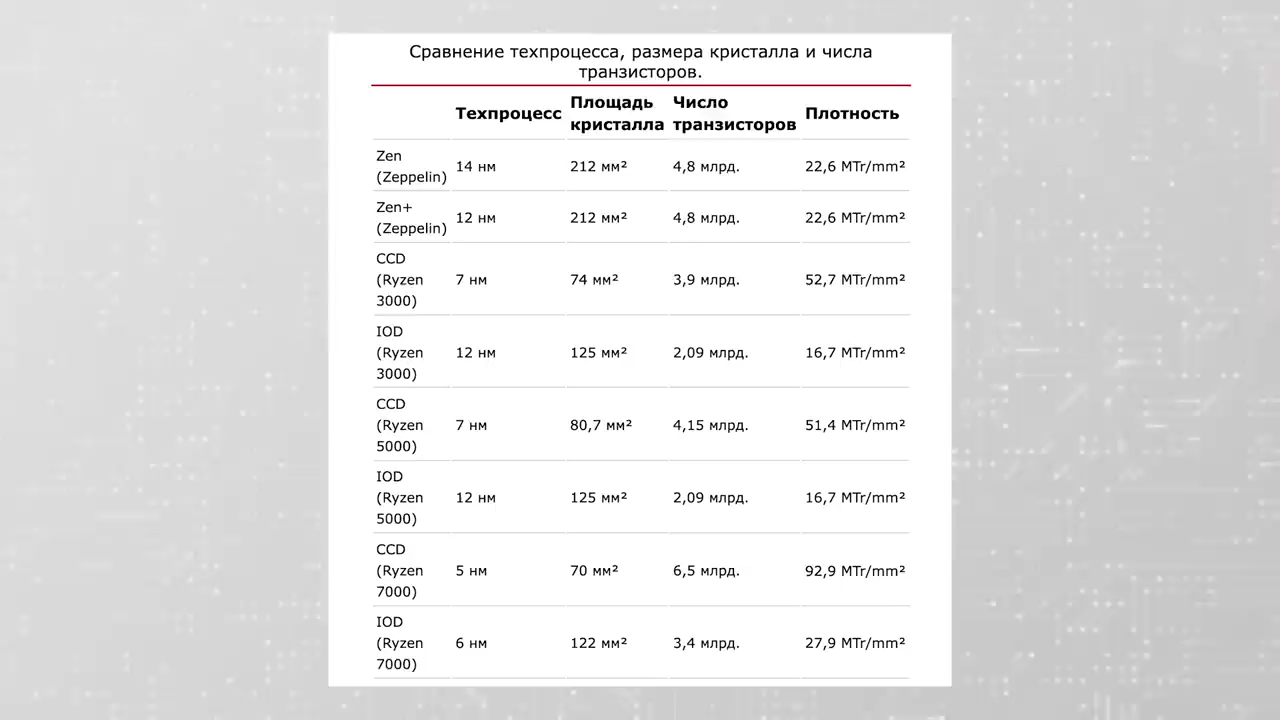 Сравнение техпроцесса, размера кристалла и числа
транзисторов.
Техпроцесс Площадь кристалла Число транзисторов Плотность
Zen (Zeppelin) 14 нм 212 мм² 4,8 млрд. 22,6 MTr/mm²
Zen+ (Zeppelin) 12 нм 212 мм² 4,8 млрд. 22,6 MTr/mm²
CCD (Ryzen 3000) 7 нм 74 мм² 3,9 млрд. 52,7 MTr/mm²
IOD (Ryzen 3000) 12 нм 125 мм² 2,09 млрд. 16,7 MTr/mm²
CCD (Ryzen 5000) 7 нм 80,7 мм² 4,15 млрд. 51,4 MTr/mm²
IOD (Ryzen 5000) 12 нм 125 мм² 2,09 млрд. 16,7 MTr/mm²
CCD (Ryzen 7000) 5 нм 70 мм² 6,5 млрд. 92,9 MTr/mm²
IOD (Ryzen 7000) 6 нм 122 мм² 3,4 млрд. 27,9 MTr/mm²